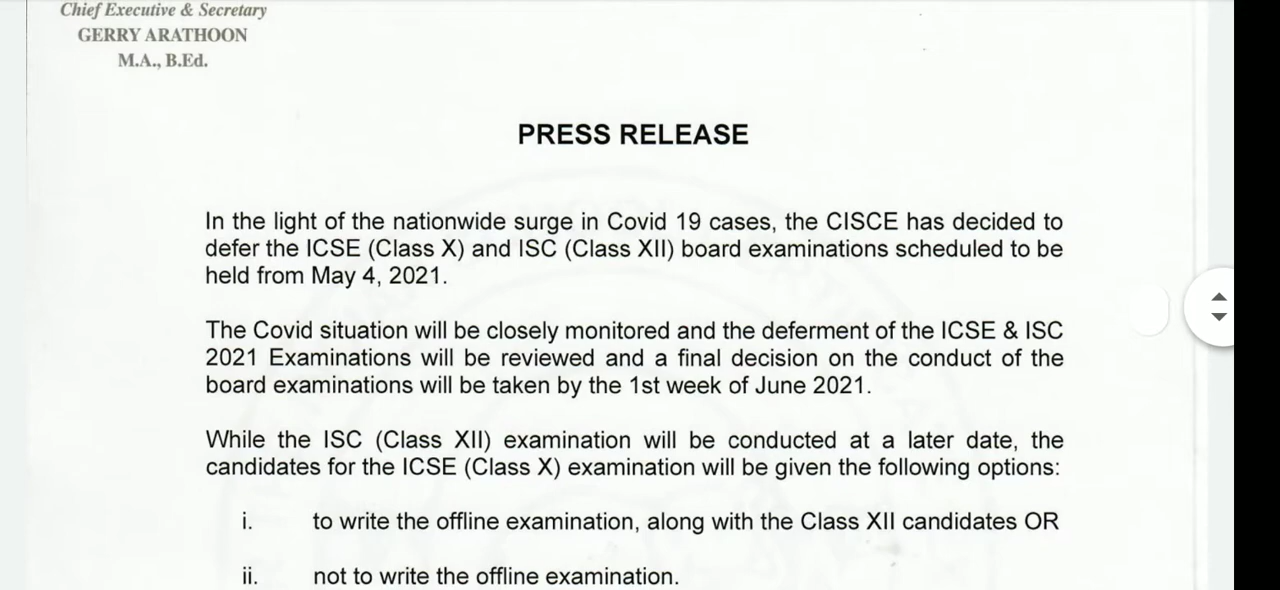 Chief Executive & Secretary
GERRY ARATHOON
M.A., B.Ed.
PRESS RELEASE
In the light of the nationwide surge in Covid 19 cases, the CISCE has decided to
defer the ICSE (Class X) and ISC (Class XII) board examinations scheduled to be
held from May 4, 2021.
The Covid situation will be closely monitored and the deferment of the ICSE & ISC
2021 Examinations will be reviewed and a final decision on the conduct of the
board examinations will be taken by the 1st week of June 2021.
While the ISC (Class XII) examination will be conducted at a later date, the
candidates for the ICSE (Class X) examination will be given the following options:
i. to write the offline examination, along with the Class XII candidates OR
ii. not to write the offline examination.